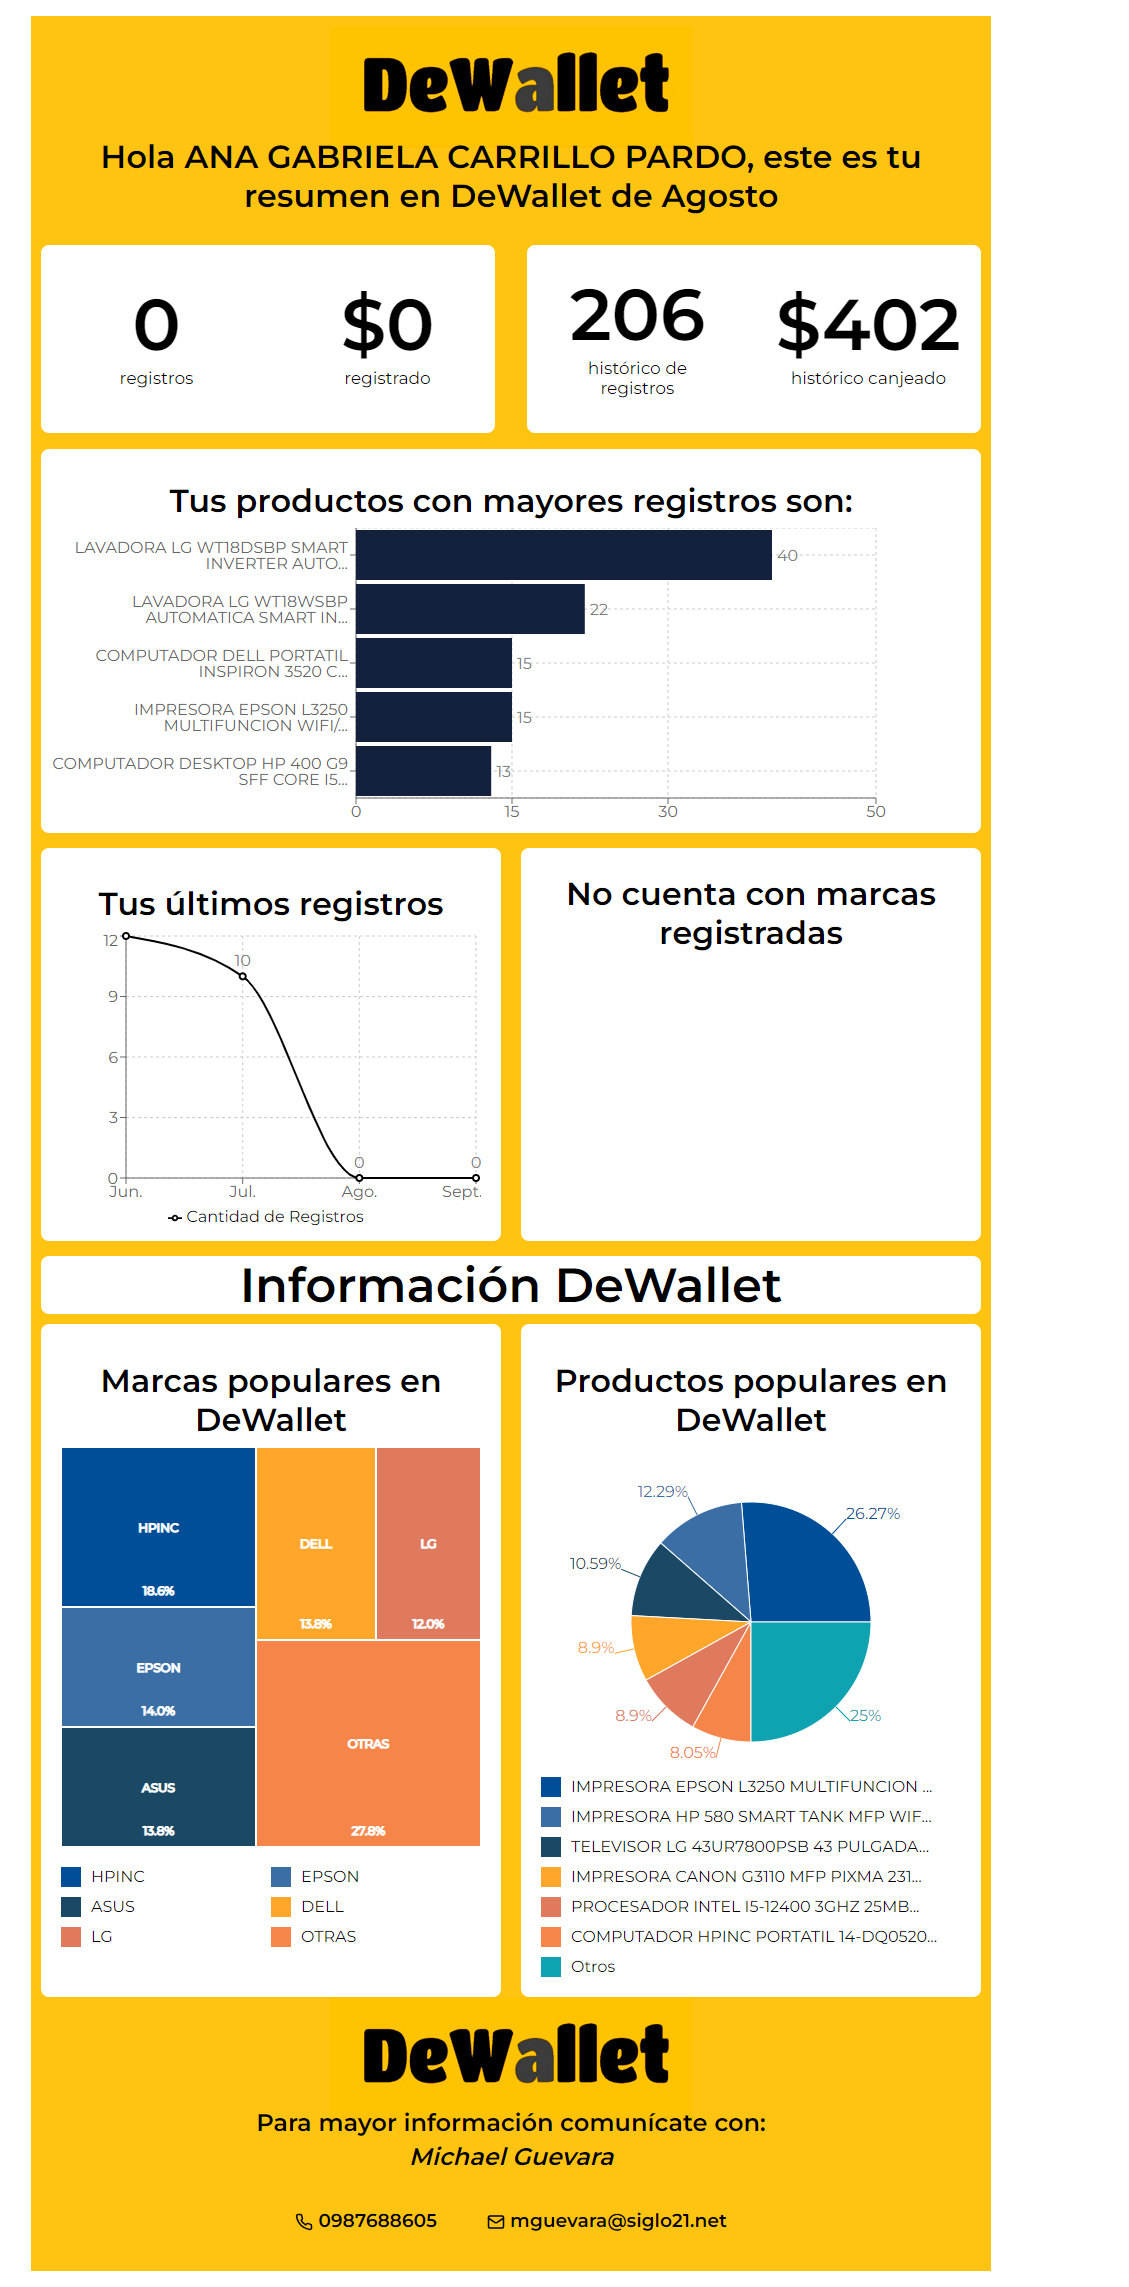 DeWallet
Hola ANA GABRIELA CARRILLO PARDO, este es tu
resumen en DeWallet de Agosto
0
registros
$0
registrado
206
histórico de
registros
$402
histórico canjeado
Tus productos con mayores registros son:
LAVADORA LG WT18DSBP SMART
INVERTER AUTO...
40
LAVADORA LG WT18WSBP
AUTOMATICA SMART IN...
22
COMPUTADOR DELL PORTATIL
INSPIRON 3520 C...
15
IMPRESORA EPSON L3250
MULTIFUNCION WIFI/...
15
COMPUTADOR DESKTOP HP 400 G9
SFF CORE I5...
13
0 15 30 50
Tus últimos registros
12
10
9
6
3
0
0
0
Jun. Jul. Ago. Sept.
Cantidad de Registros
No cuenta con marcas
registradas
Información DeWallet
Marcas populares en
DeWallet
HPINC
18.6%
DELL
13.8%
LG
12.0%
EPSON
14.0%
ASUS
13.8%
OTRAS
27.8%
HPINC EPSON
ASUS DELL
LG OTRAS
Productos populares en
DeWallet
12.29%
26.27%
10.59%
8.9%
8.9%
25%
8.05%
IMPRESORA EPSON L3250 MULTIFUNCION ...
IMPRESORA HP 580 SMART TANK MFP WIF...
TELEVISOR LG 43UR7800PSB 43 PULGADA...
IMPRESORA CANON G3110 MFP PIXMA 231...
PROCESADOR INTEL I5-12400 3GHZ 25MB...
COMPUTADOR HPINC PORTATIL 14-DQ0520...
Otros
DeWallet
Para mayor información comunícate con:
Michael Guevara
0987688605 mguevara@siglo21.net